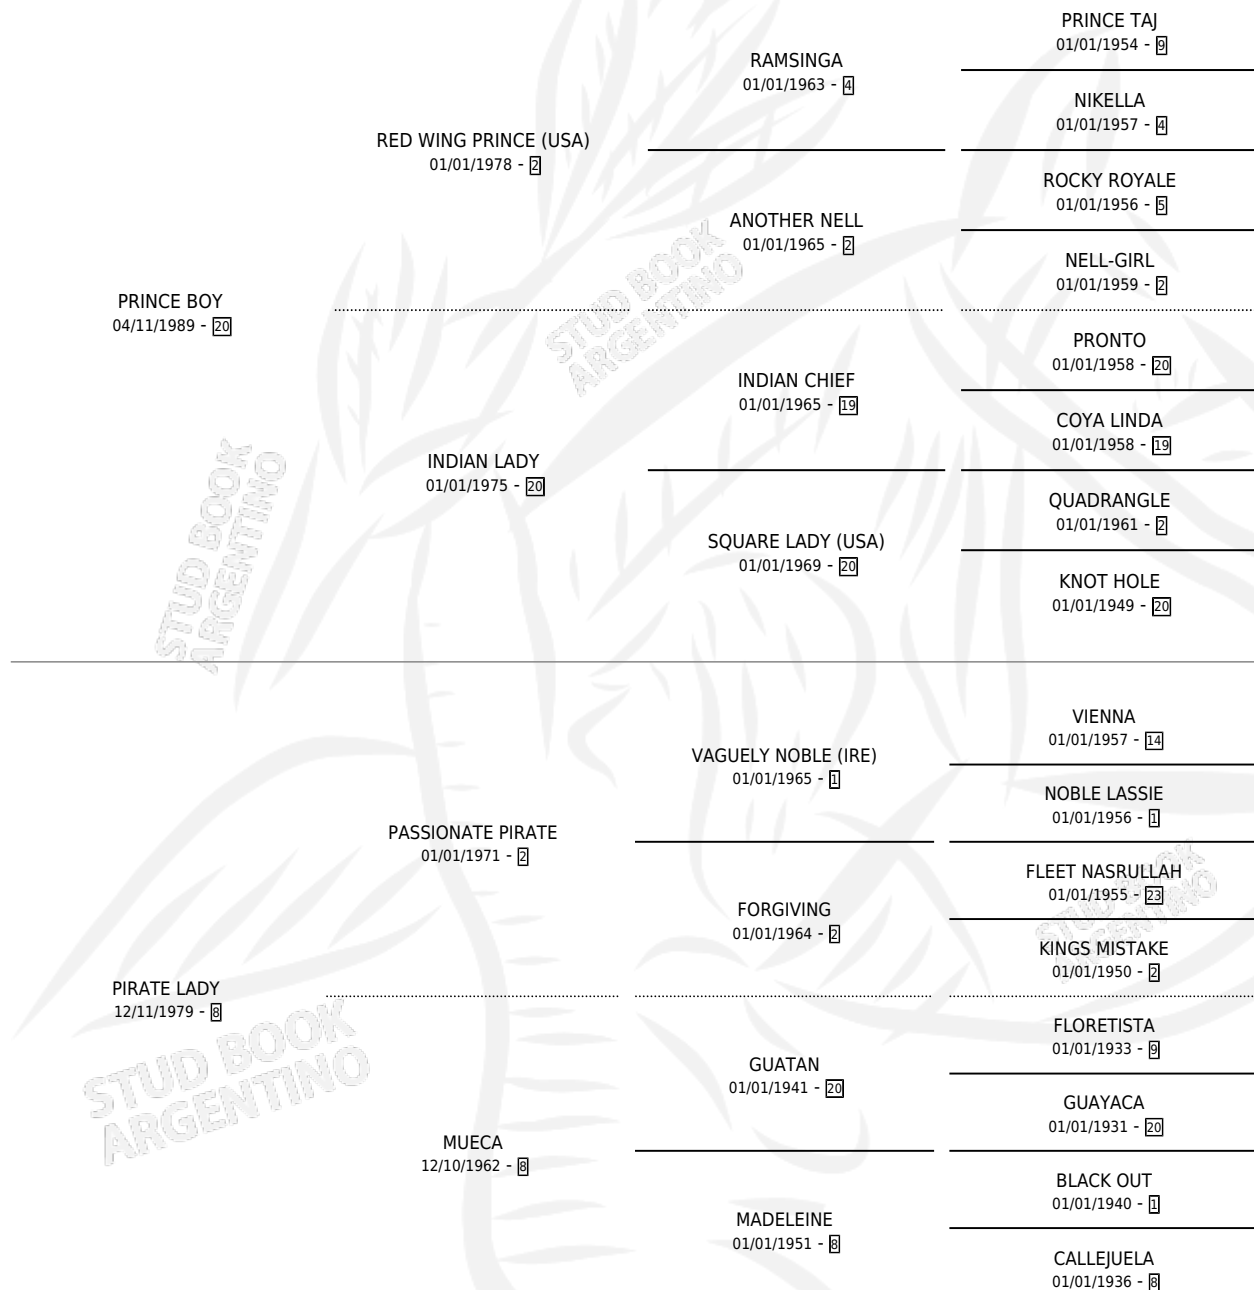 PRINCE TAJ
01/01/1954 - 9
RAMSINGA
01/01/1963 - 4
NIKELLA
01/01/1957 - 4
RED WING PRINCE (USA)
01/01/1978 - 2
ROCKY ROYALE
01/01/1956 - 5
ANOTHER NELL
01/01/1965 - 2
NELL-GIRL
01/01/1959 - 2
PRINCE BOY
04/11/1989 - 20
PRONTO
01/01/1958 - 20
INDIAN CHIEF
01/01/1965 - 19
COYA LINDA
01/01/1958 - 19
INDIAN LADY
01/01/1975 - 20
QUADRANGLE
01/01/1961 - 2
SQUARE LADY (USA)
01/01/1969 - 20
KNOT HOLE
01/01/1949 - 20
VIENNA
01/01/1957 - 14
VAGUELY NOBLE (IRE)
01/01/1965 - 1
NOBLE LASSIE
01/01/1956 - 1
PASSIONATE PIRATE
01/01/1971 - 2
FLEET NASRULLAH
01/01/1955 - 23
FORGIVING
01/01/1964 - 2
KINGS MISTAKE
01/01/1950 - 2
PIRATE LADY
12/11/1979 - 8
FLORETISTA
01/01/1933 - 9
GUATAN
01/01/1941 - 20
GUAYACA
01/01/1931 - 20
MUECA
12/10/1962 - 8
BLACK OUT
01/01/1940 - 1
MADELEINE
01/01/1951 - 8
CALLEJUELA
01/01/1936 - 8
STUD BOOK
ARGENTINO
STUD BOOK
ARGENTINO
STUD BOOK
ARGENTINO
STUD BOOK
ARGENTINO